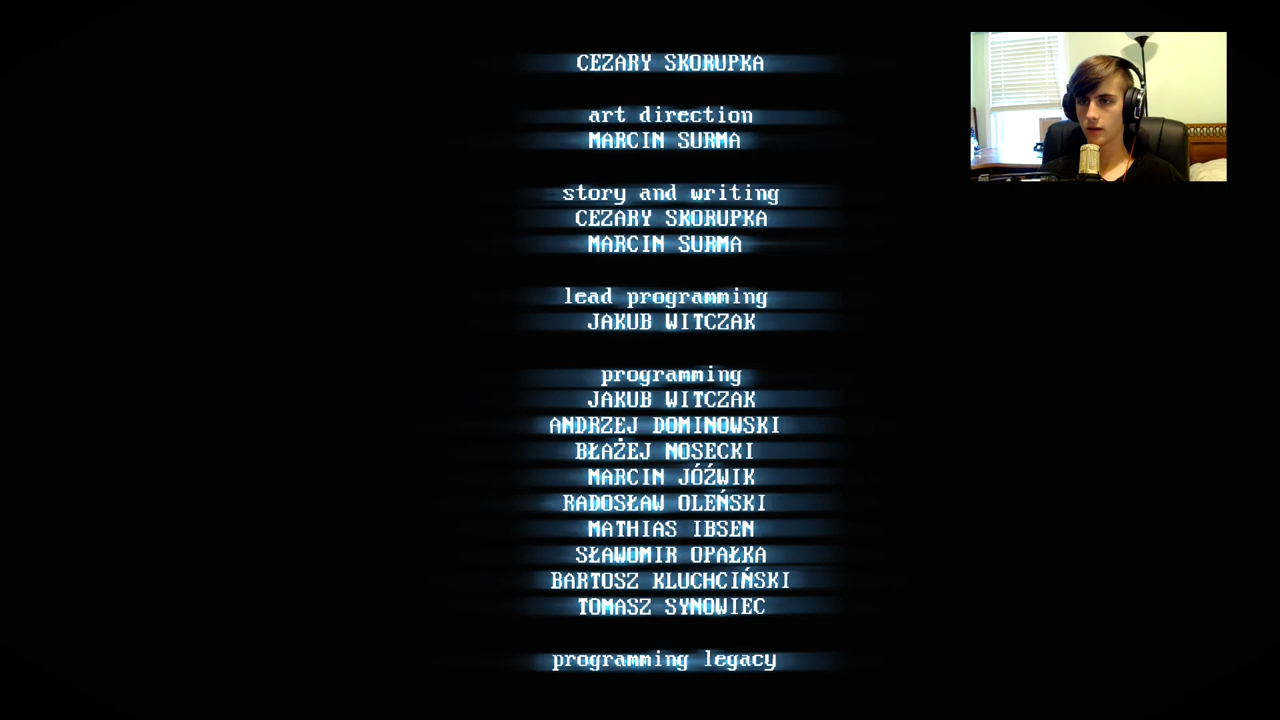 CEZARY SKORUPKA
art direction
MARCIN SURMA
story and writing
CEZARY SKORUPKA
MARCIN SURMA
lead programming
JAKUB WITCZAK
programming
JAKUB WITCZAK
ANDRZEJ DOMINOWSKI
BŁAŻEJ NOSECKI
MARCIN JÓŹWIK
RADOSŁAW OLEŃSKI
MATHIAS IBSEN
SŁAWOMIR OPAŁKA
BARTOSZ KLUCHCIŃSKI
TOMASZ SYNOWIEC
programming legacy